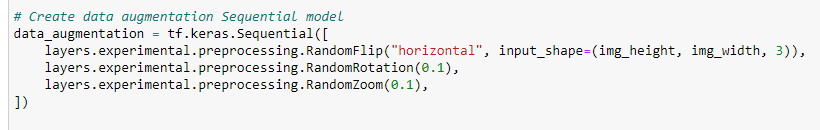 # Create data augmentation Sequential model
data_augmentation = tf.keras.Sequential([
    layers.experimental.preprocessing.RandomFlip("horizontal", input_shape=(img_height, img_width, 3)),
    layers.experimental.preprocessing.RandomRotation(0.1),
    layers.experimental.preprocessing.RandomZoom(0.1),
])